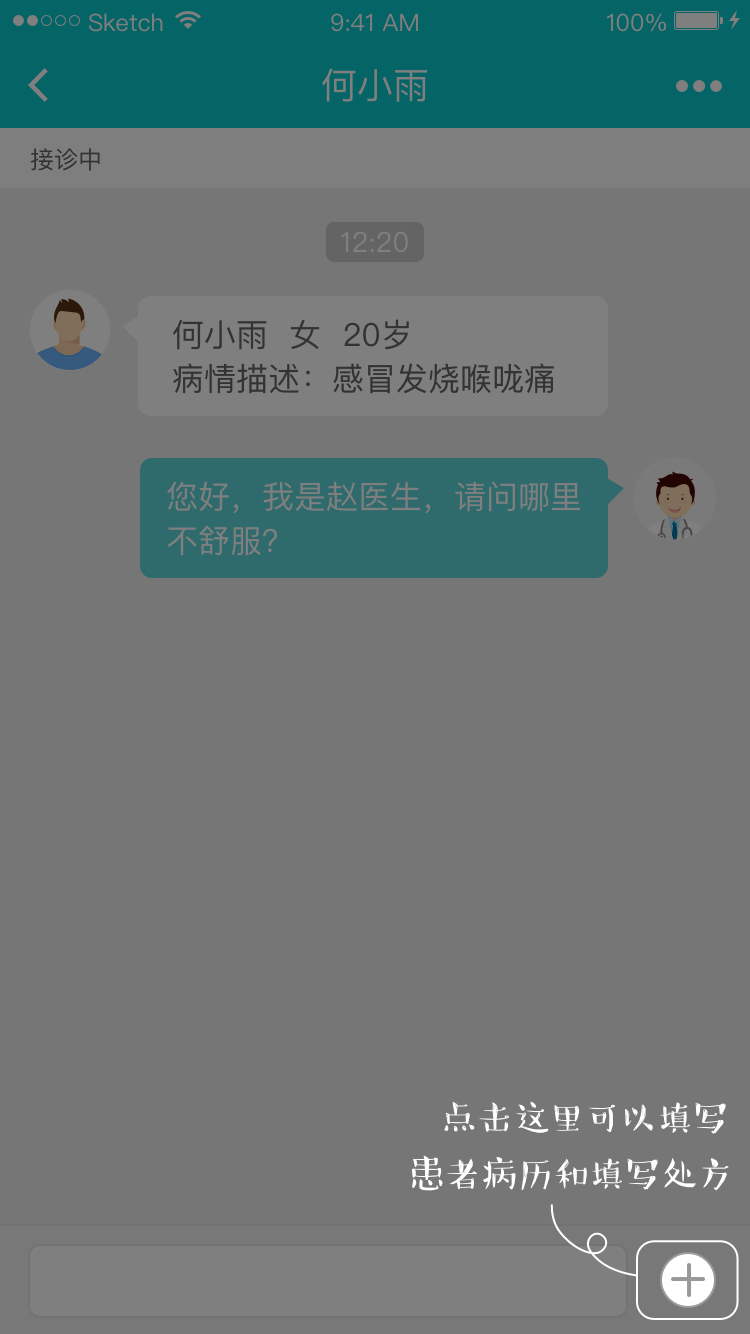 Sketch 9:41 AM 100%
何小雨
接诊中
12:20
何小雨 女 20岁
病情描述：感冒发烧喉咙痛
您好，我是赵医生，请问哪里
不舒服？
点击这里可以填写
患者病历和填写处方